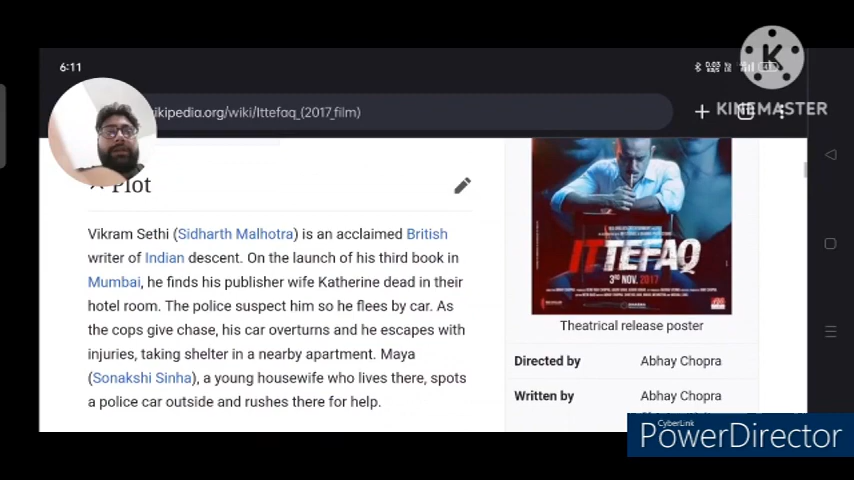 6:11
KINEMASTER
ikipedia.org/wiki/Ittefaq_(2017_film)
Plot
Vikram Sethi (Sidharth Malhotra) is an acclaimed British
writer of Indian descent. On the launch of his third book in
Mumbai, he finds his publisher wife Katherine dead in their
hotel room. The police suspect him so he flees by car. As
the cops give chase, his car overturns and he escapes with
injuries, taking shelter in a nearby apartment. Maya
(Sonakshi Sinha), a young housewife who lives there, spots
a police car outside and rushes there for help.
ITTEFAQ
3RD NOV. 2017
Theatrical release poster
Directed by Abhay Chopra
Written by Abhay Chopra
CyberLink
PowerDirector